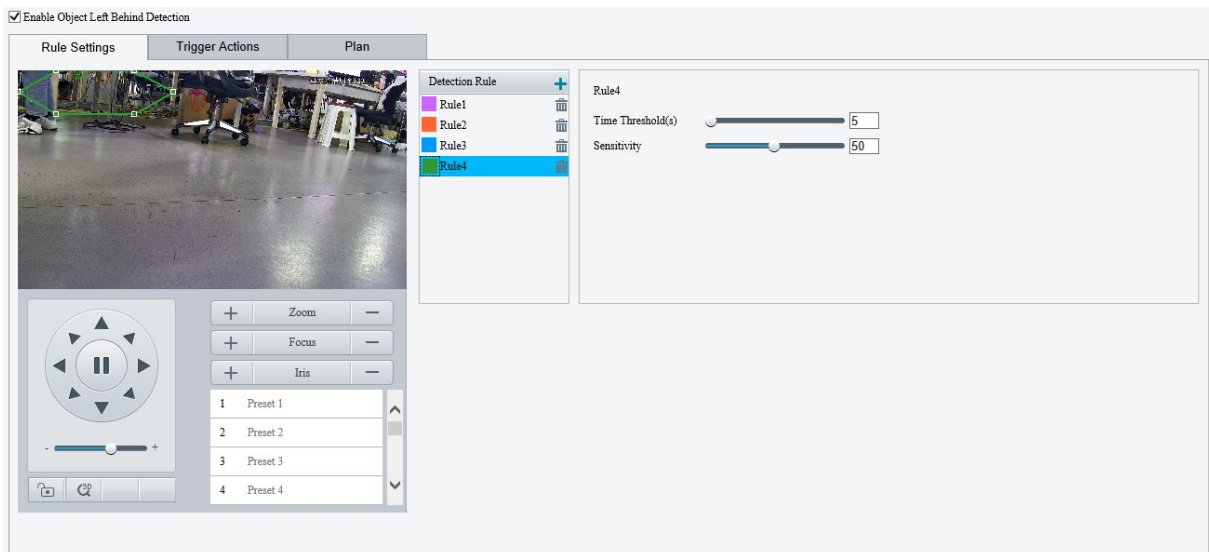 Enable Object Left Behind Detection
Rule Settings
Trigger Actions
Plan
Detection Rule
Rule1
Rule2
Rule3
Rule4
Rule4
Time Threshold(s)
5
Sensitivity
50
+ Zoom −
+ Focus −
+ Iris −
1 Preset 1
2 Preset 2
3 Preset 3
4 Preset 4
- +
3D